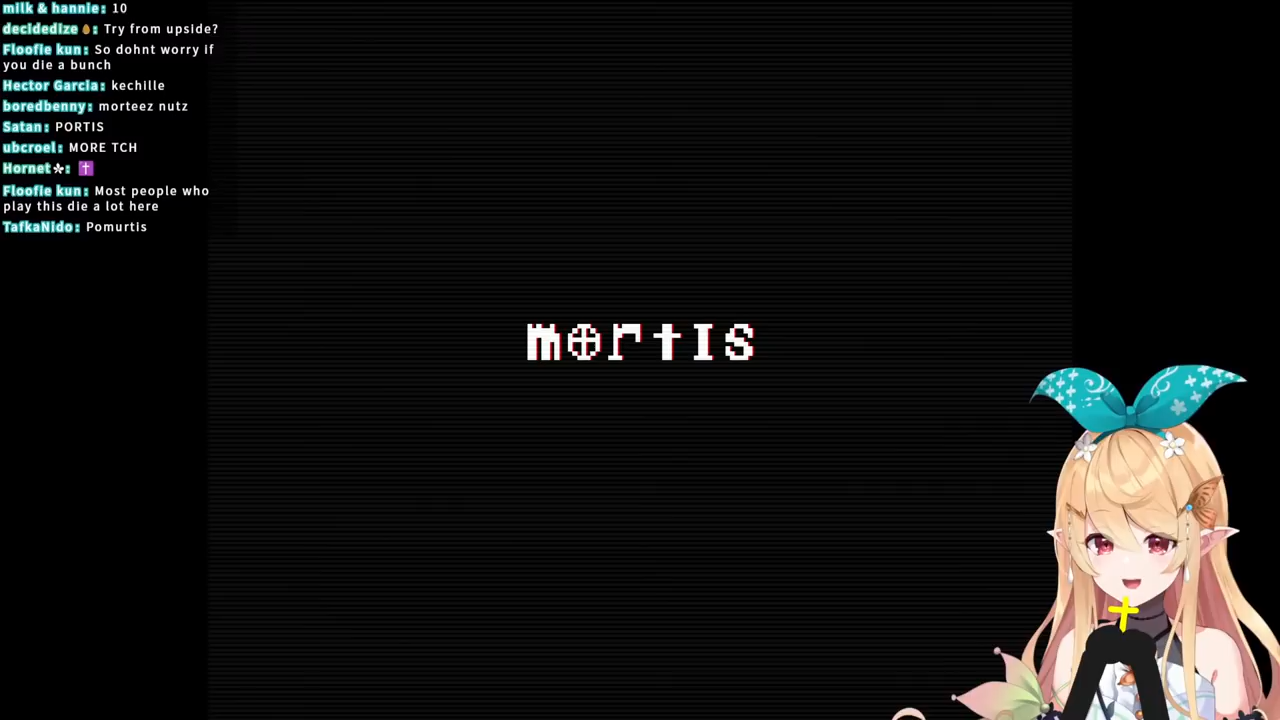 milk & hannie: 10
decidedize: Try from upside?
Floofie kun: So dohnt worry if
you die a bunch
Hector Garcia: kechille
boredbenny: morteez nutz
Satan: PORTIS
ubcroel: MORE TCH
Hornet: ✝
Floofie kun: Most people who
play this die a lot here
TafkaNido: Pomurtis
mortis